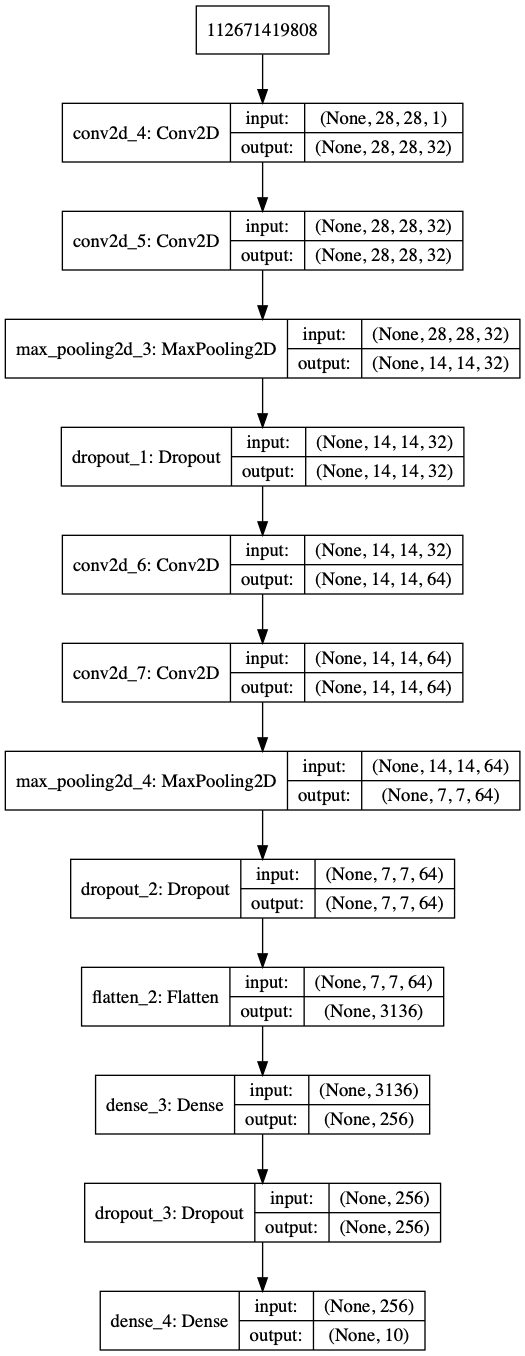 112671419808
conv2d_4: Conv2D
input:
(None, 28, 28, 1)
output:
(None, 28, 28, 32)
conv2d_5: Conv2D
input:
(None, 28, 28, 32)
output:
(None, 28, 28, 32)
max_pooling2d_3: MaxPooling2D
input:
(None, 28, 28, 32)
output:
(None, 14, 14, 32)
dropout_1: Dropout
input:
(None, 14, 14, 32)
output:
(None, 14, 14, 32)
conv2d_6: Conv2D
input:
(None, 14, 14, 32)
output:
(None, 14, 14, 64)
conv2d_7: Conv2D
input:
(None, 14, 14, 64)
output:
(None, 14, 14, 64)
max_pooling2d_4: MaxPooling2D
input:
(None, 14, 14, 64)
output:
(None, 7, 7, 64)
dropout_2: Dropout
input:
(None, 7, 7, 64)
output:
(None, 7, 7, 64)
flatten_2: Flatten
input:
(None, 7, 7, 64)
output:
(None, 3136)
dense_3: Dense
input:
(None, 3136)
output:
(None, 256)
dropout_3: Dropout
input:
(None, 256)
output:
(None, 256)
dense_4: Dense
input:
(None, 256)
output:
(None, 10)